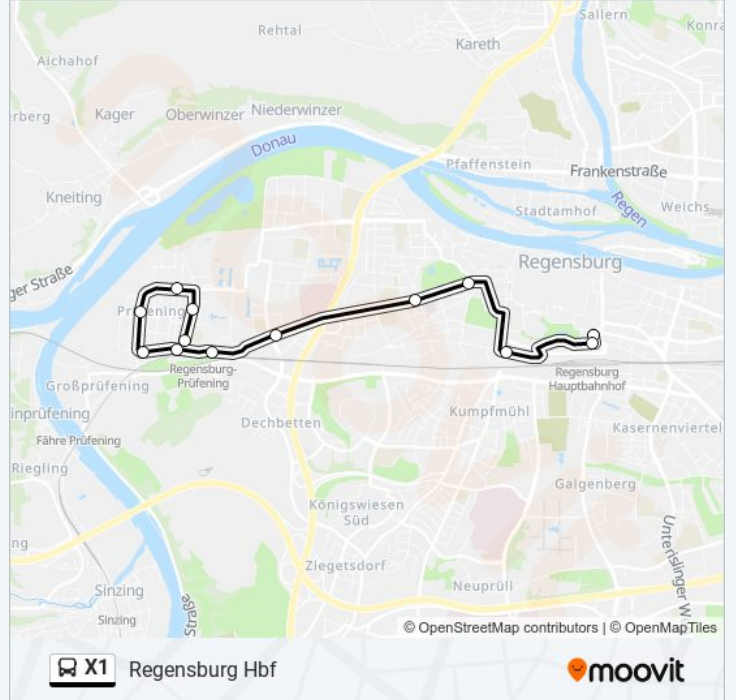 Sallern
Konra
Rehtal
Kareth
Aichahof
Kager
Oberwinzer
Niederwinzer
erberg
Donau
Pfaffenstein
Frankenstraße
Kneiting
Regen
Weichs
Stadtamhof
Regensburg
ger Straße
Regensburg-
Prüfening
Regensburg
Hauptbahnhof
Großprüfening
inprüfening
Kumpfmühl
Dechbetten
Kasernenviertel
Fähre Prüfening
Riegling
Galgenberg
Königswiesen
Süd
Unterislinger W
ng
Ziegetsdorf
Neuprüll
Sinzing
Sinzing
Straße
© OpenStreetMap contributors | © OpenMapTiles
X1 Regensburg Hbf
moovit